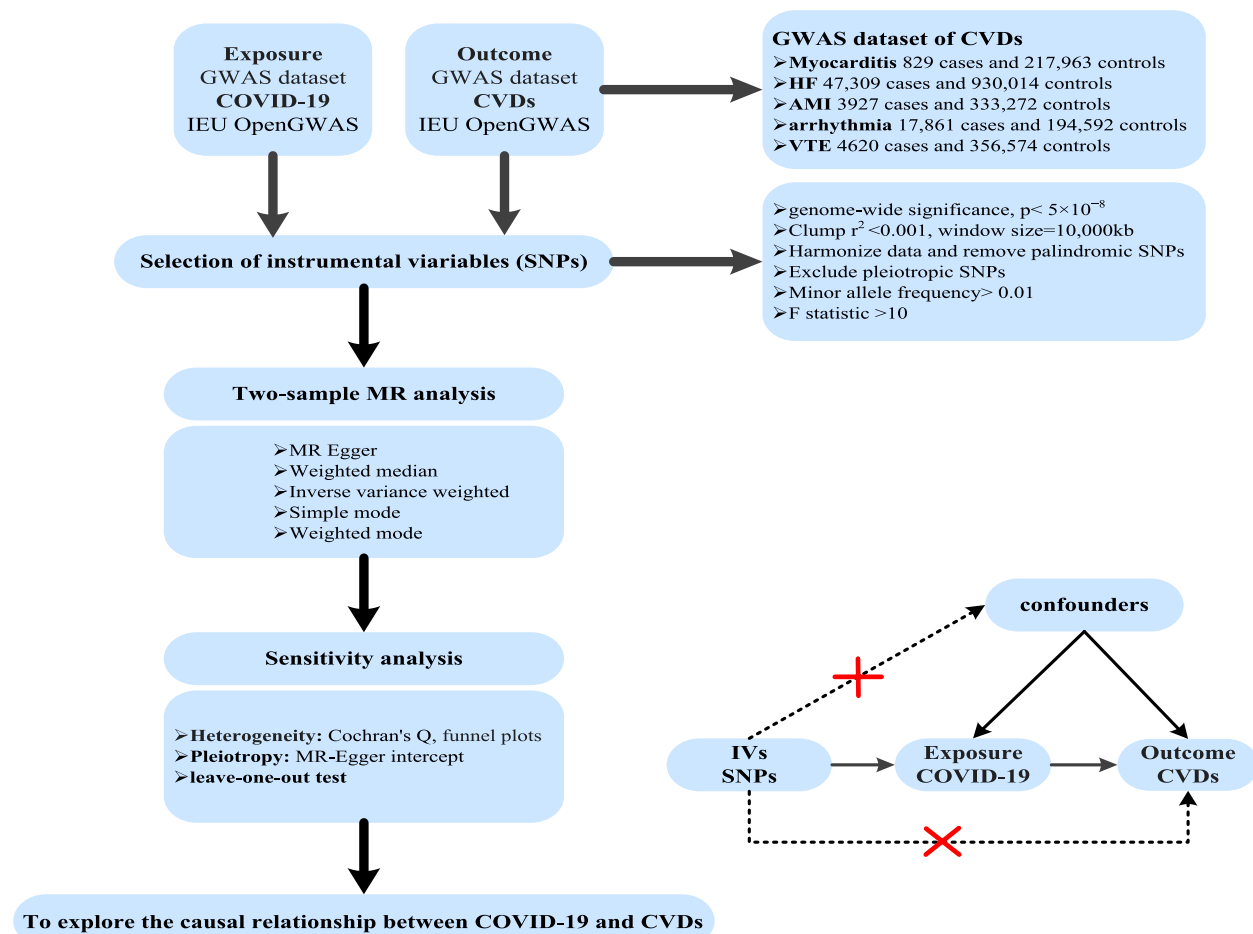 Exposure
GWAS dataset
COVID-19
IEU OpenGWAS
Outcome
GWAS dataset
CVDs
IEU OpenGWAS
GWAS dataset of CVDs
➢Myocarditis 829 cases and 217,963 controls
➢HF 47,309 cases and 930,014 controls
➢AMI 3927 cases and 333,272 controls
➢arrhythmia 17,861 cases and 194,592 controls
➢VTE 4620 cases and 356,574 controls
Selection of instrumental viariables (SNPs)
➢genome-wide significance, p< 5×10⁻⁸
➢Clump r² <0.001, window size=10,000kb
➢Harmonize data and remove palindromic SNPs
➢Exclude pleiotropic SNPs
➢Minor allele frequency> 0.01
➢F statistic >10
Two-sample MR analysis
➢MR Egger
➢Weighted median
➢Inverse variance weighted
➢Simple mode
➢Weighted mode
Sensitivity analysis
➢Heterogeneity: Cochran's Q, funnel plots
➢Pleiotropy: MR-Egger intercept
➢leave-one-out test
To explore the causal relationship between COVID-19 and CVDs
confounders
IVs
SNPs
Exposure
COVID-19
Outcome
CVDs